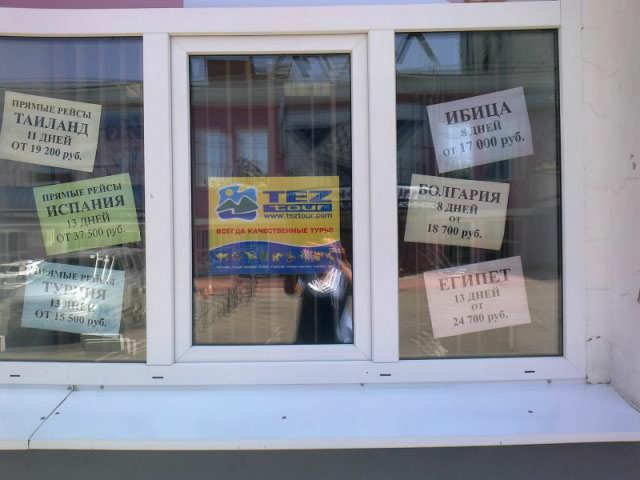 ПРЯМЫЕ РЕЙСЫ
ТАИЛАНД
11 ДНЕЙ
ОТ 19 200 руб.
ПРЯМЫЕ РЕЙСЫ
ИСПАНИЯ
13 ДНЕЙ
ОТ 37 500 руб.
ПРЯМЫЕ РЕЙСЫ
ТУРЦИЯ
13 ДНЕЙ
ОТ 15 500 руб.
TEZ
TOUR
www.teztour.com
ВСЕГДА КАЧЕСТВЕННЫЕ ТУРЫ!
ИБИЦА
8 ДНЕЙ
ОТ 17 000 руб.
БОЛГАРИЯ
8 ДНЕЙ
ОТ
18 700 руб.
ЕГИПЕТ
13 ДНЕЙ
ОТ
24 700 руб.